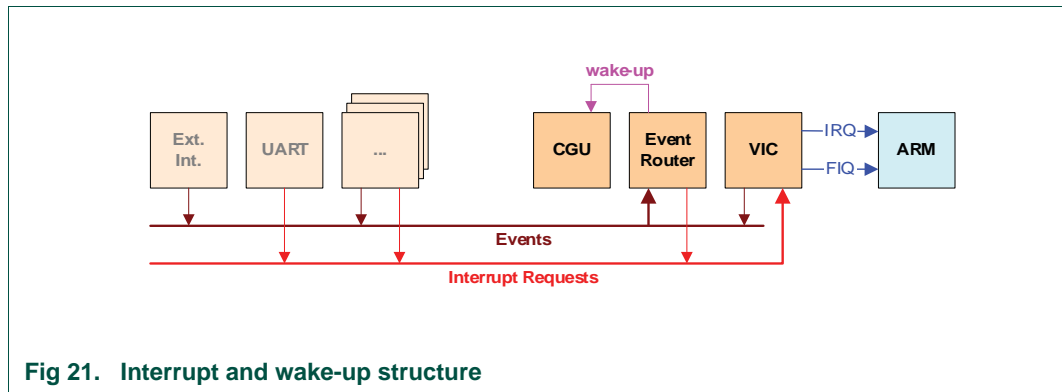 wake-up
Ext.
Int.
UART
...
CGU
Event
Router
VIC
IRQ
FIQ
ARM
Events
Interrupt Requests
Fig 21. Interrupt and wake-up structure